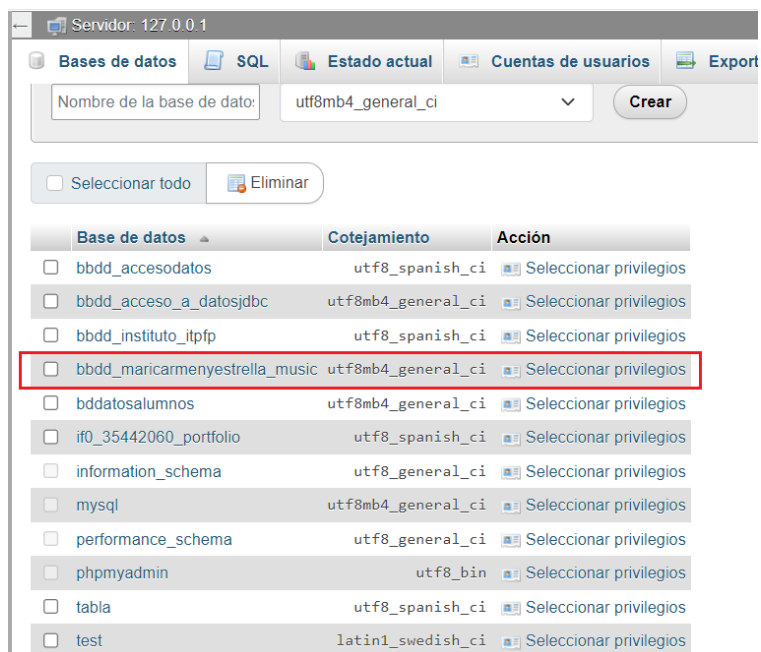 ← Servidor: 127.0.0.1
Bases de datos SQL Estado actual Cuentas de usuarios Export
Nombre de la base de dato: utf8mb4_general_ci Crear
Seleccionar todo Eliminar
Base de datos Cotejamiento Acción
bbdd_accesodatos utf8_spanish_ci Seleccionar privilegios
bbdd_acceso_a_datosjdbc utf8mb4_general_ci Seleccionar privilegios
bbdd_instituto_itpfp utf8_spanish_ci Seleccionar privilegios
bbdd_maricarmenyestrella_music utf8mb4_general_ci Seleccionar privilegios
bddatosalumnos utf8mb4_general_ci Seleccionar privilegios
if0_35442060_portfolio utf8_spanish_ci Seleccionar privilegios
information_schema utf8_general_ci Seleccionar privilegios
mysql utf8mb4_general_ci Seleccionar privilegios
performance_schema utf8_general_ci Seleccionar privilegios
phpmyadmin utf8_bin Seleccionar privilegios
tabla utf8_spanish_ci Seleccionar privilegios
test latin1_swedish_ci Seleccionar privilegios